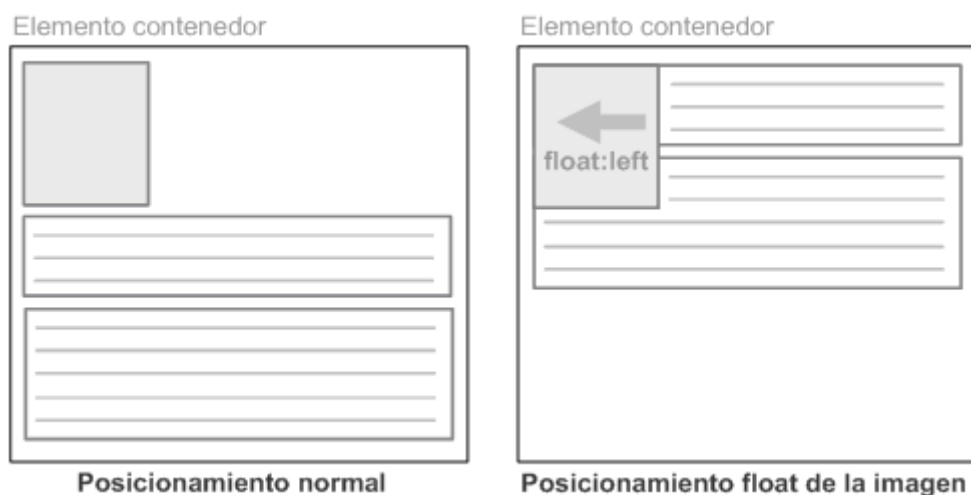 Elemento contenedor
Elemento contenedor
float:left
Posicionamiento normal
Posicionamiento float de la imagen